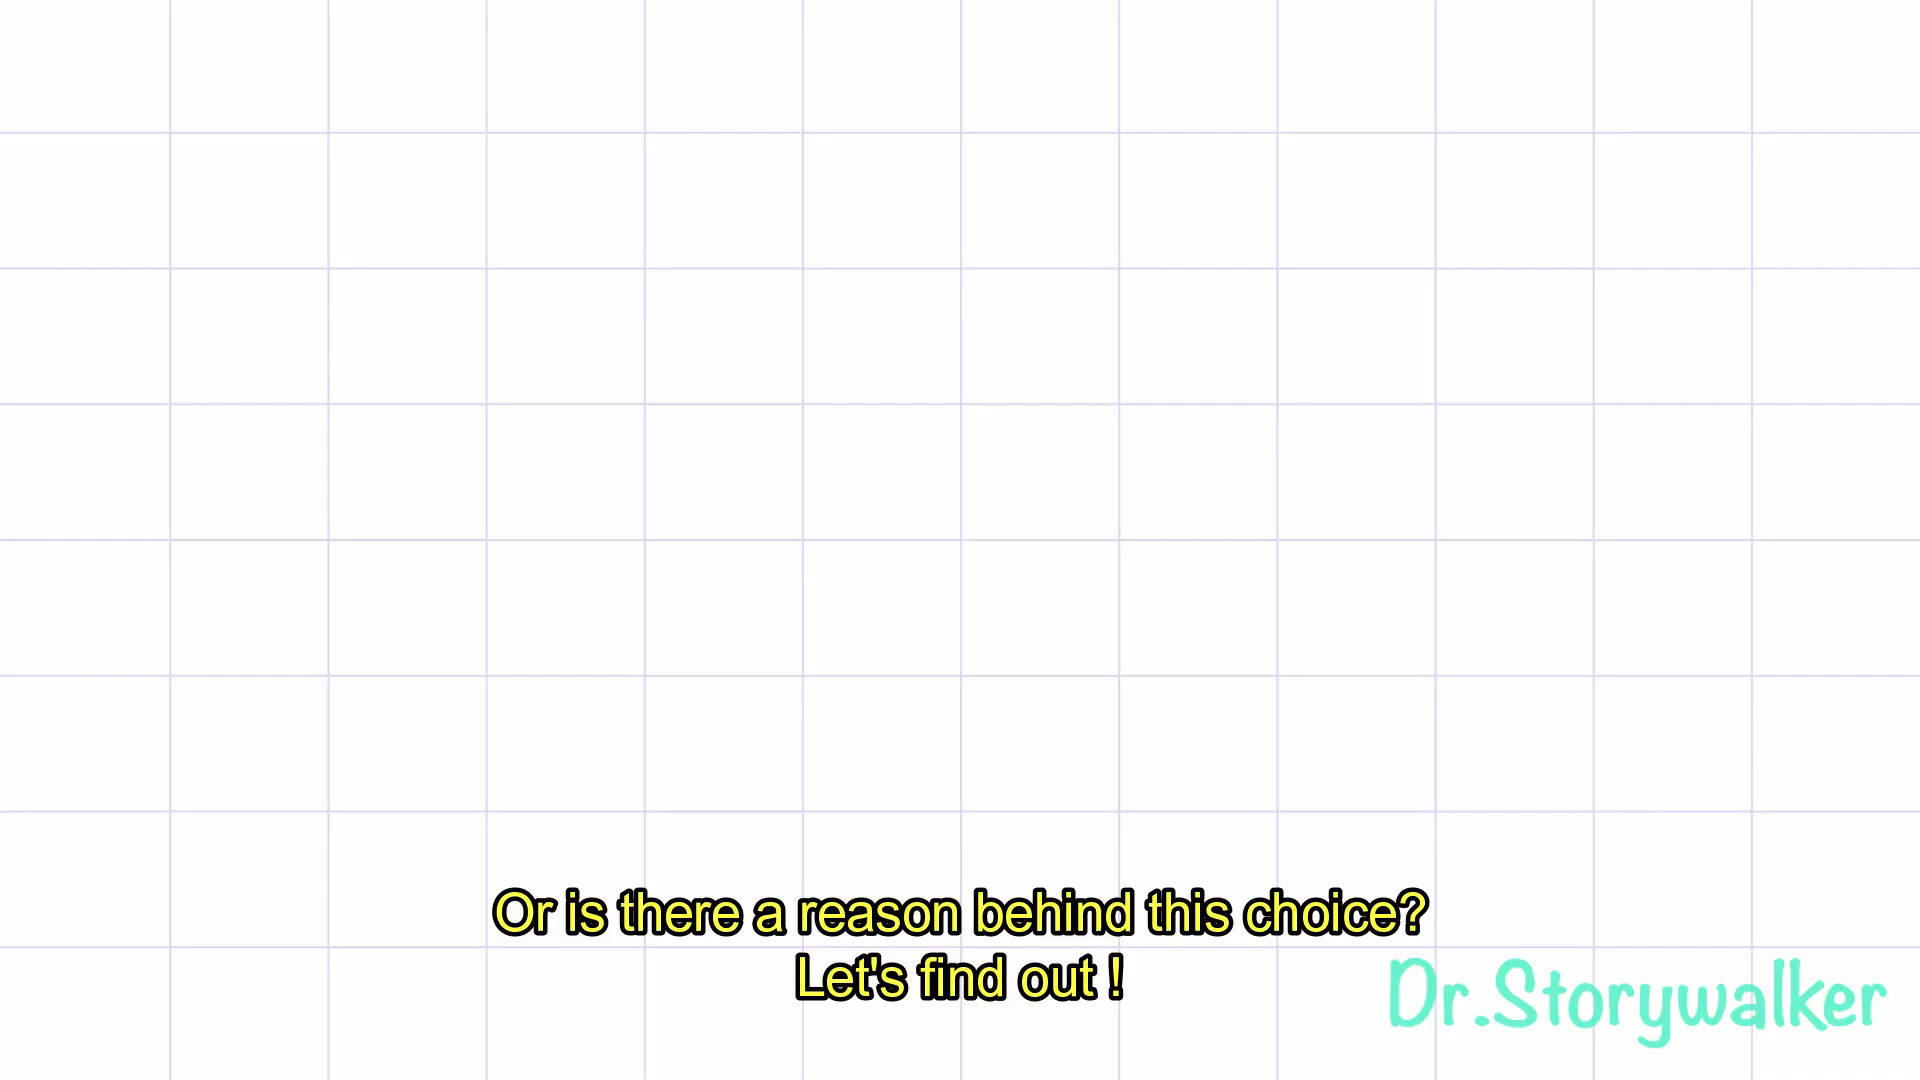 Or is there a reason behind this choice?
Let's find out !
Dr.Storywalker